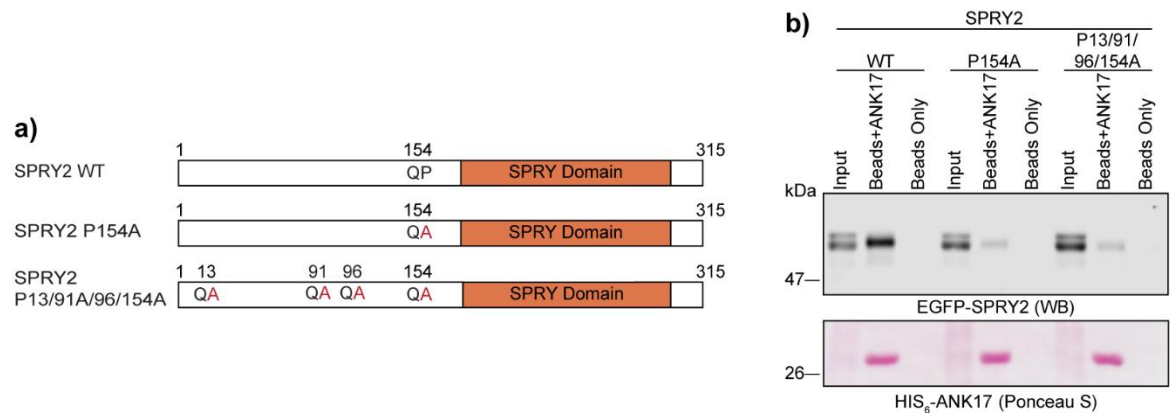 a)
1 154 315
SPRY2 WT QP SPRY Domain
1 154 315
SPRY2 P154A QA SPRY Domain
SPRY2 1 13 91 96 154 315
P13/91A/96/154A QA QA QA QA SPRY Domain
b)
SPRY2
WT P154A P13/91/
96/154A
Input Beads+ANK17 Beads Only Input Beads+ANK17 Beads Only Input Beads+ANK17 Beads Only
kDa
47
EGFP-SPRY2 (WB)
26
HIS₆-ANK17 (Ponceau S)